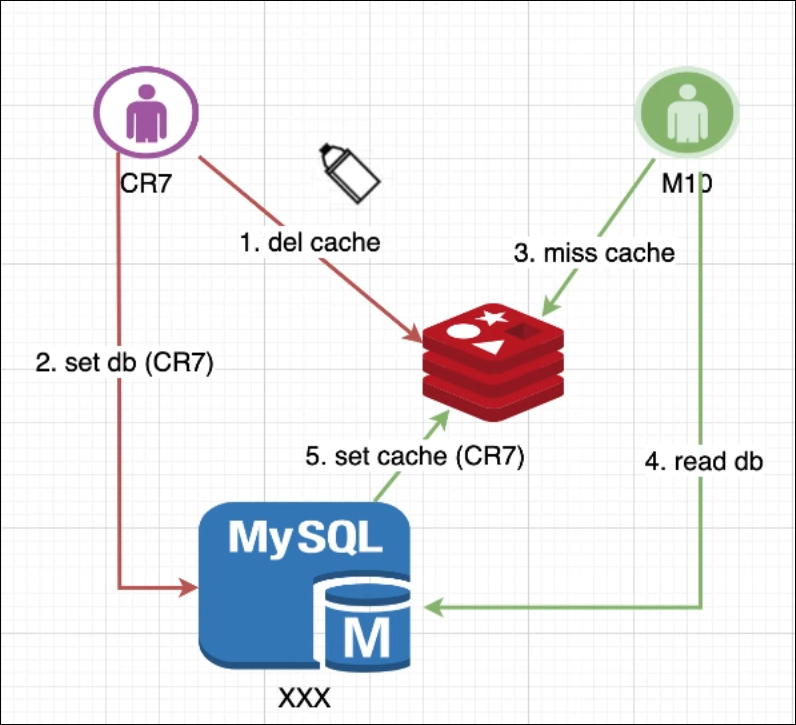 CR7
M10
1. del cache
3. miss cache
2. set db (CR7)
5. set cache (CR7)
4. read db
MySQL
M
XXX